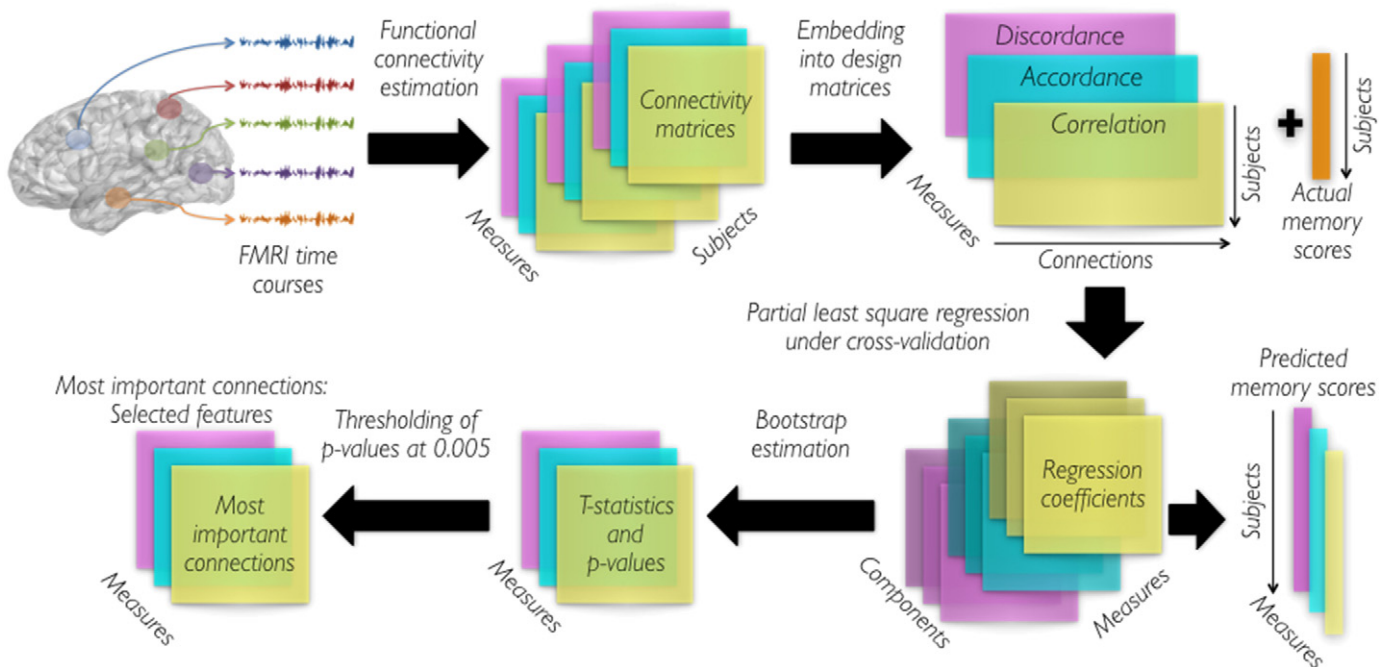 Functional
connectivity
estimation
FMRI time
courses
Connectivity
matrices
Measures
Subjects
Embedding
into design
matrices
Discordance
Accordance
Correlation
Subjects
Measures
Connections
+
Subjects
Actual
memory
scores
Partial least square regression
under cross-validation
Predicted
memory scores
Subjects
Measures
Regression
coefficients
Components
Measures
Bootstrap
estimation
T-statistics
and
p-values
Measures
Thresholding of
p-values at 0.005
Most important connections:
Selected features
Most
important
connections
Measures